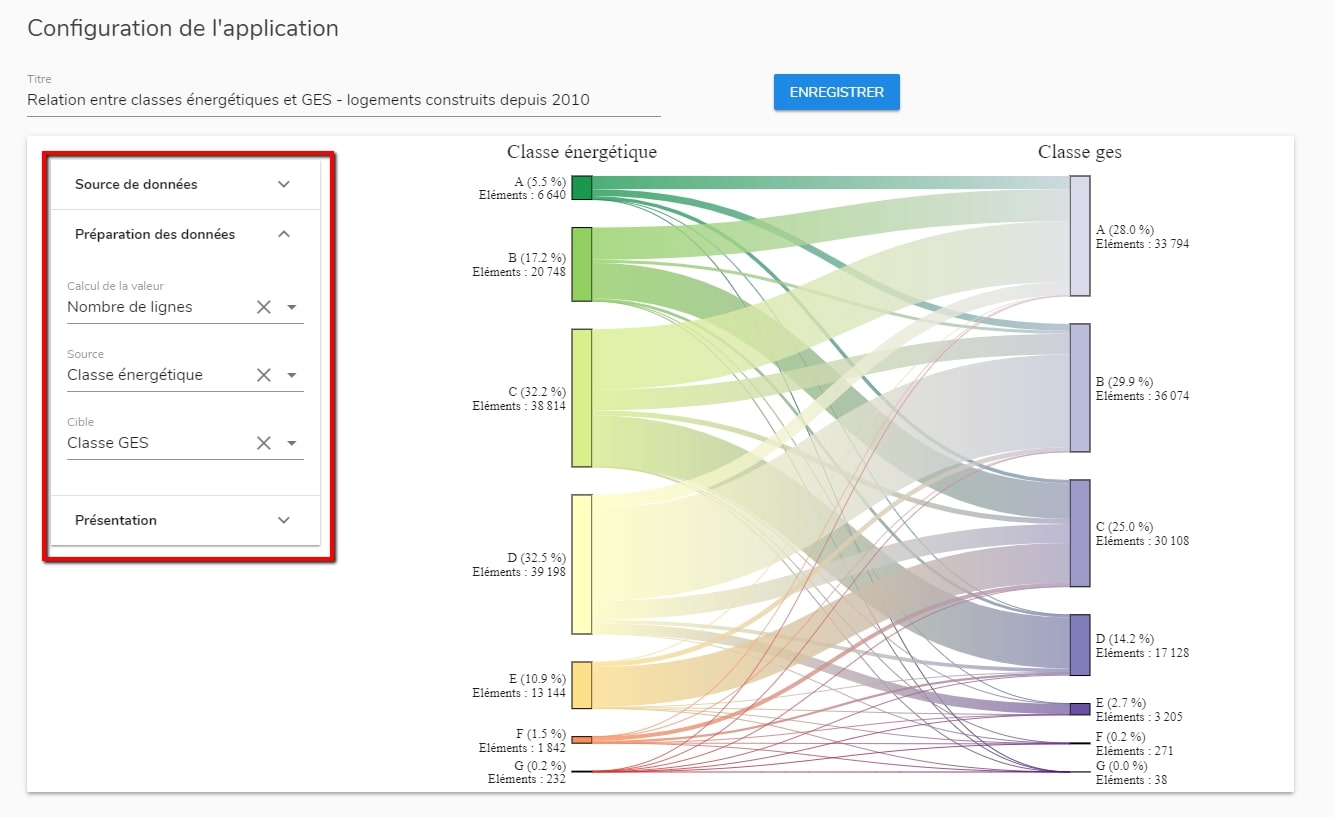 Configuration de l'application
Titre
Relation entre classes énergétiques et GES - logements construits depuis 2010
ENREGISTRER
Source de données
Préparation des données
Calcul de la valeur
Nombre de lignes
Source
Classe énergétique
Cible
Classe GES
Présentation
Classe énergétique
A (5.5 %)
Eléments : 6 640
B (17.2 %)
Eléments : 20 748
C (32.2 %)
Eléments : 38 814
D (32.5 %)
Eléments : 39 198
E (10.9 %)
Eléments : 13 144
F (1.5 %)
Eléments : 1 842
G (0.2 %)
Eléments : 232
Classe ges
A (28.0 %)
Eléments : 33 794
B (29.9 %)
Eléments : 36 074
C (25.0 %)
Eléments : 30 108
D (14.2 %)
Eléments : 17 128
E (2.7 %)
Eléments : 3 205
F (0.2 %)
Eléments : 271
G (0.0 %)
Eléments : 38